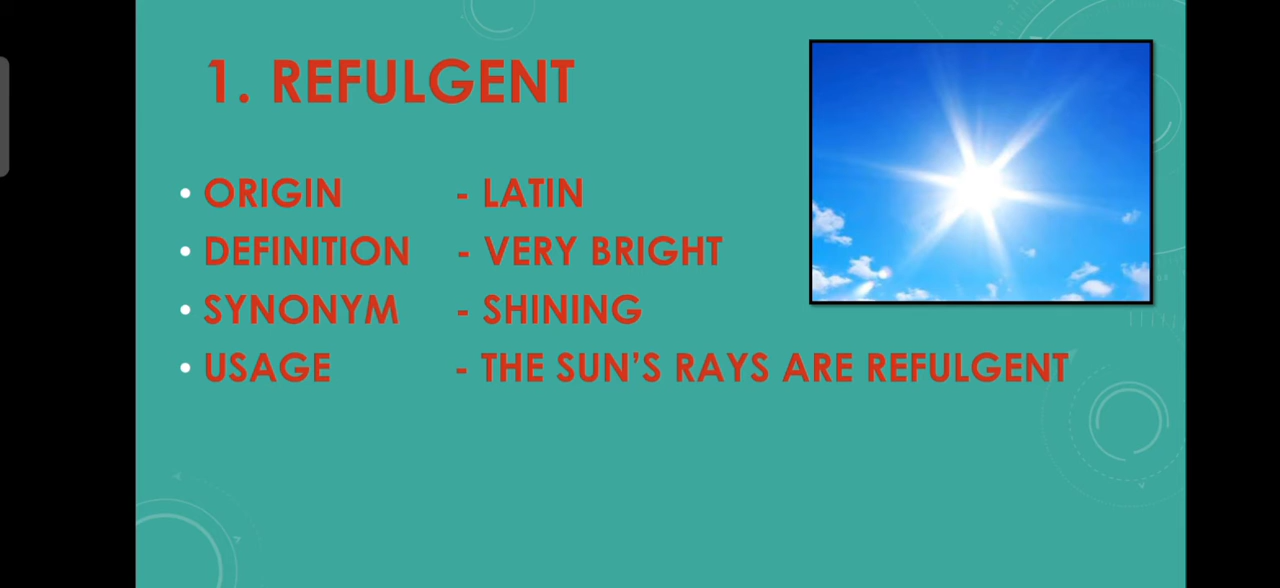 1. REFULGENT
• ORIGIN - LATIN
• DEFINITION - VERY BRIGHT
• SYNONYM - SHINING
• USAGE - THE SUN’S RAYS ARE REFULGENT